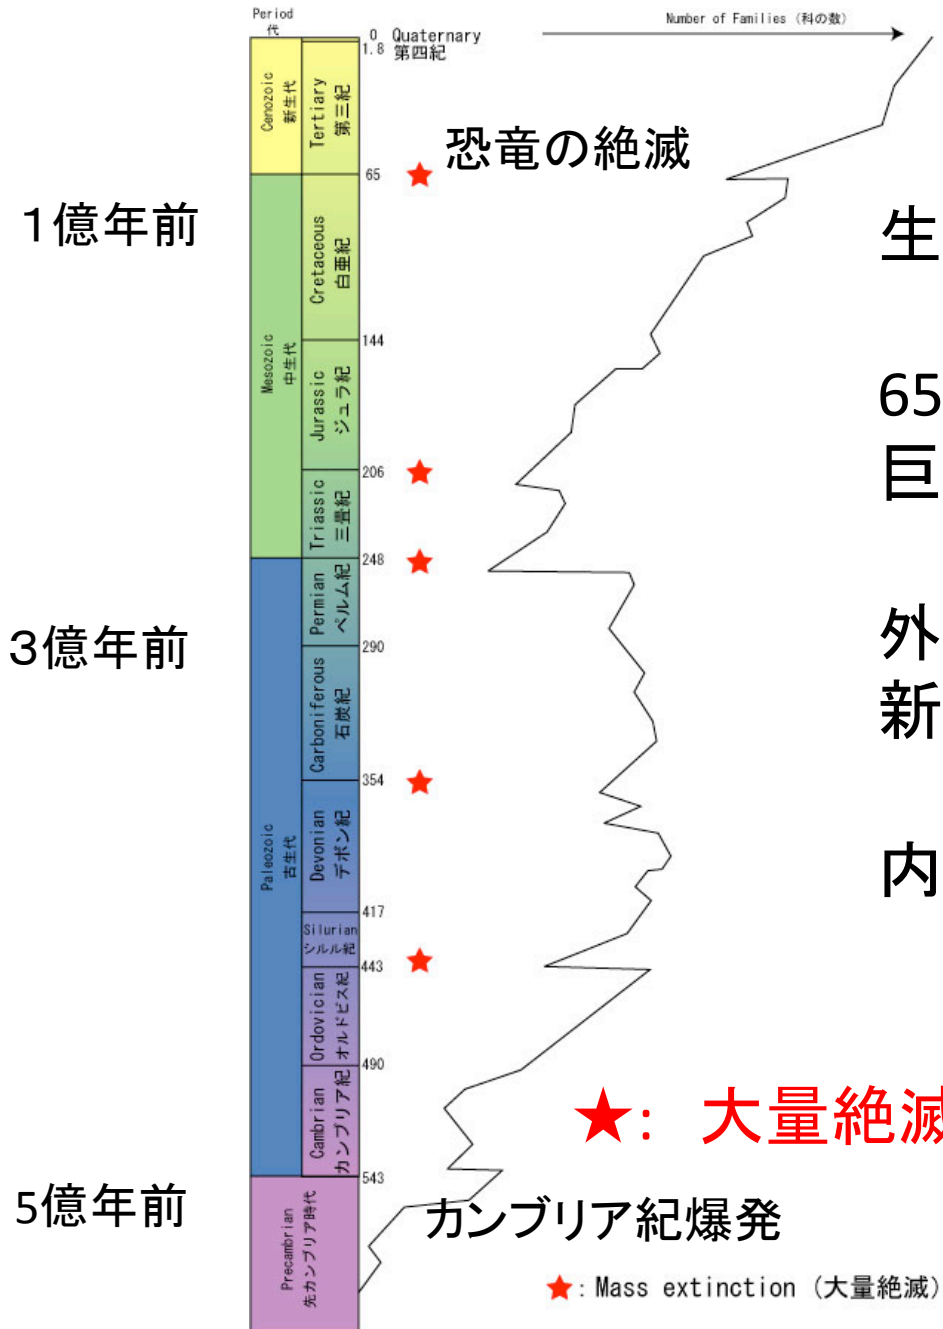 Period
代
Number of Families (科の数)
0 Quaternary
1.8 第四紀
Cenozoic
新生代
Tertiary
第三紀
恐竜の絶滅
65
1億年前
生
Cretaceous
白亜紀
Mesozoic
中生代
144
65
巨
Jurassic
ジュラ紀
206
Triassic
三畳紀
248
Permian
ペルム紀
外
3億年前
290
新
Carboniferous
石炭紀
354
Paleozoic
古生代
Devonian
デボン紀
内
417
Silurian
シルル紀
443
Ordovician
オルドビス紀
490
Cambrian
カンブリア紀
★: 大量絶滅
543
5億年前
カンブリア紀爆発
Precambrian
先カンブリア時代
★: Mass extinction (大量絶滅)